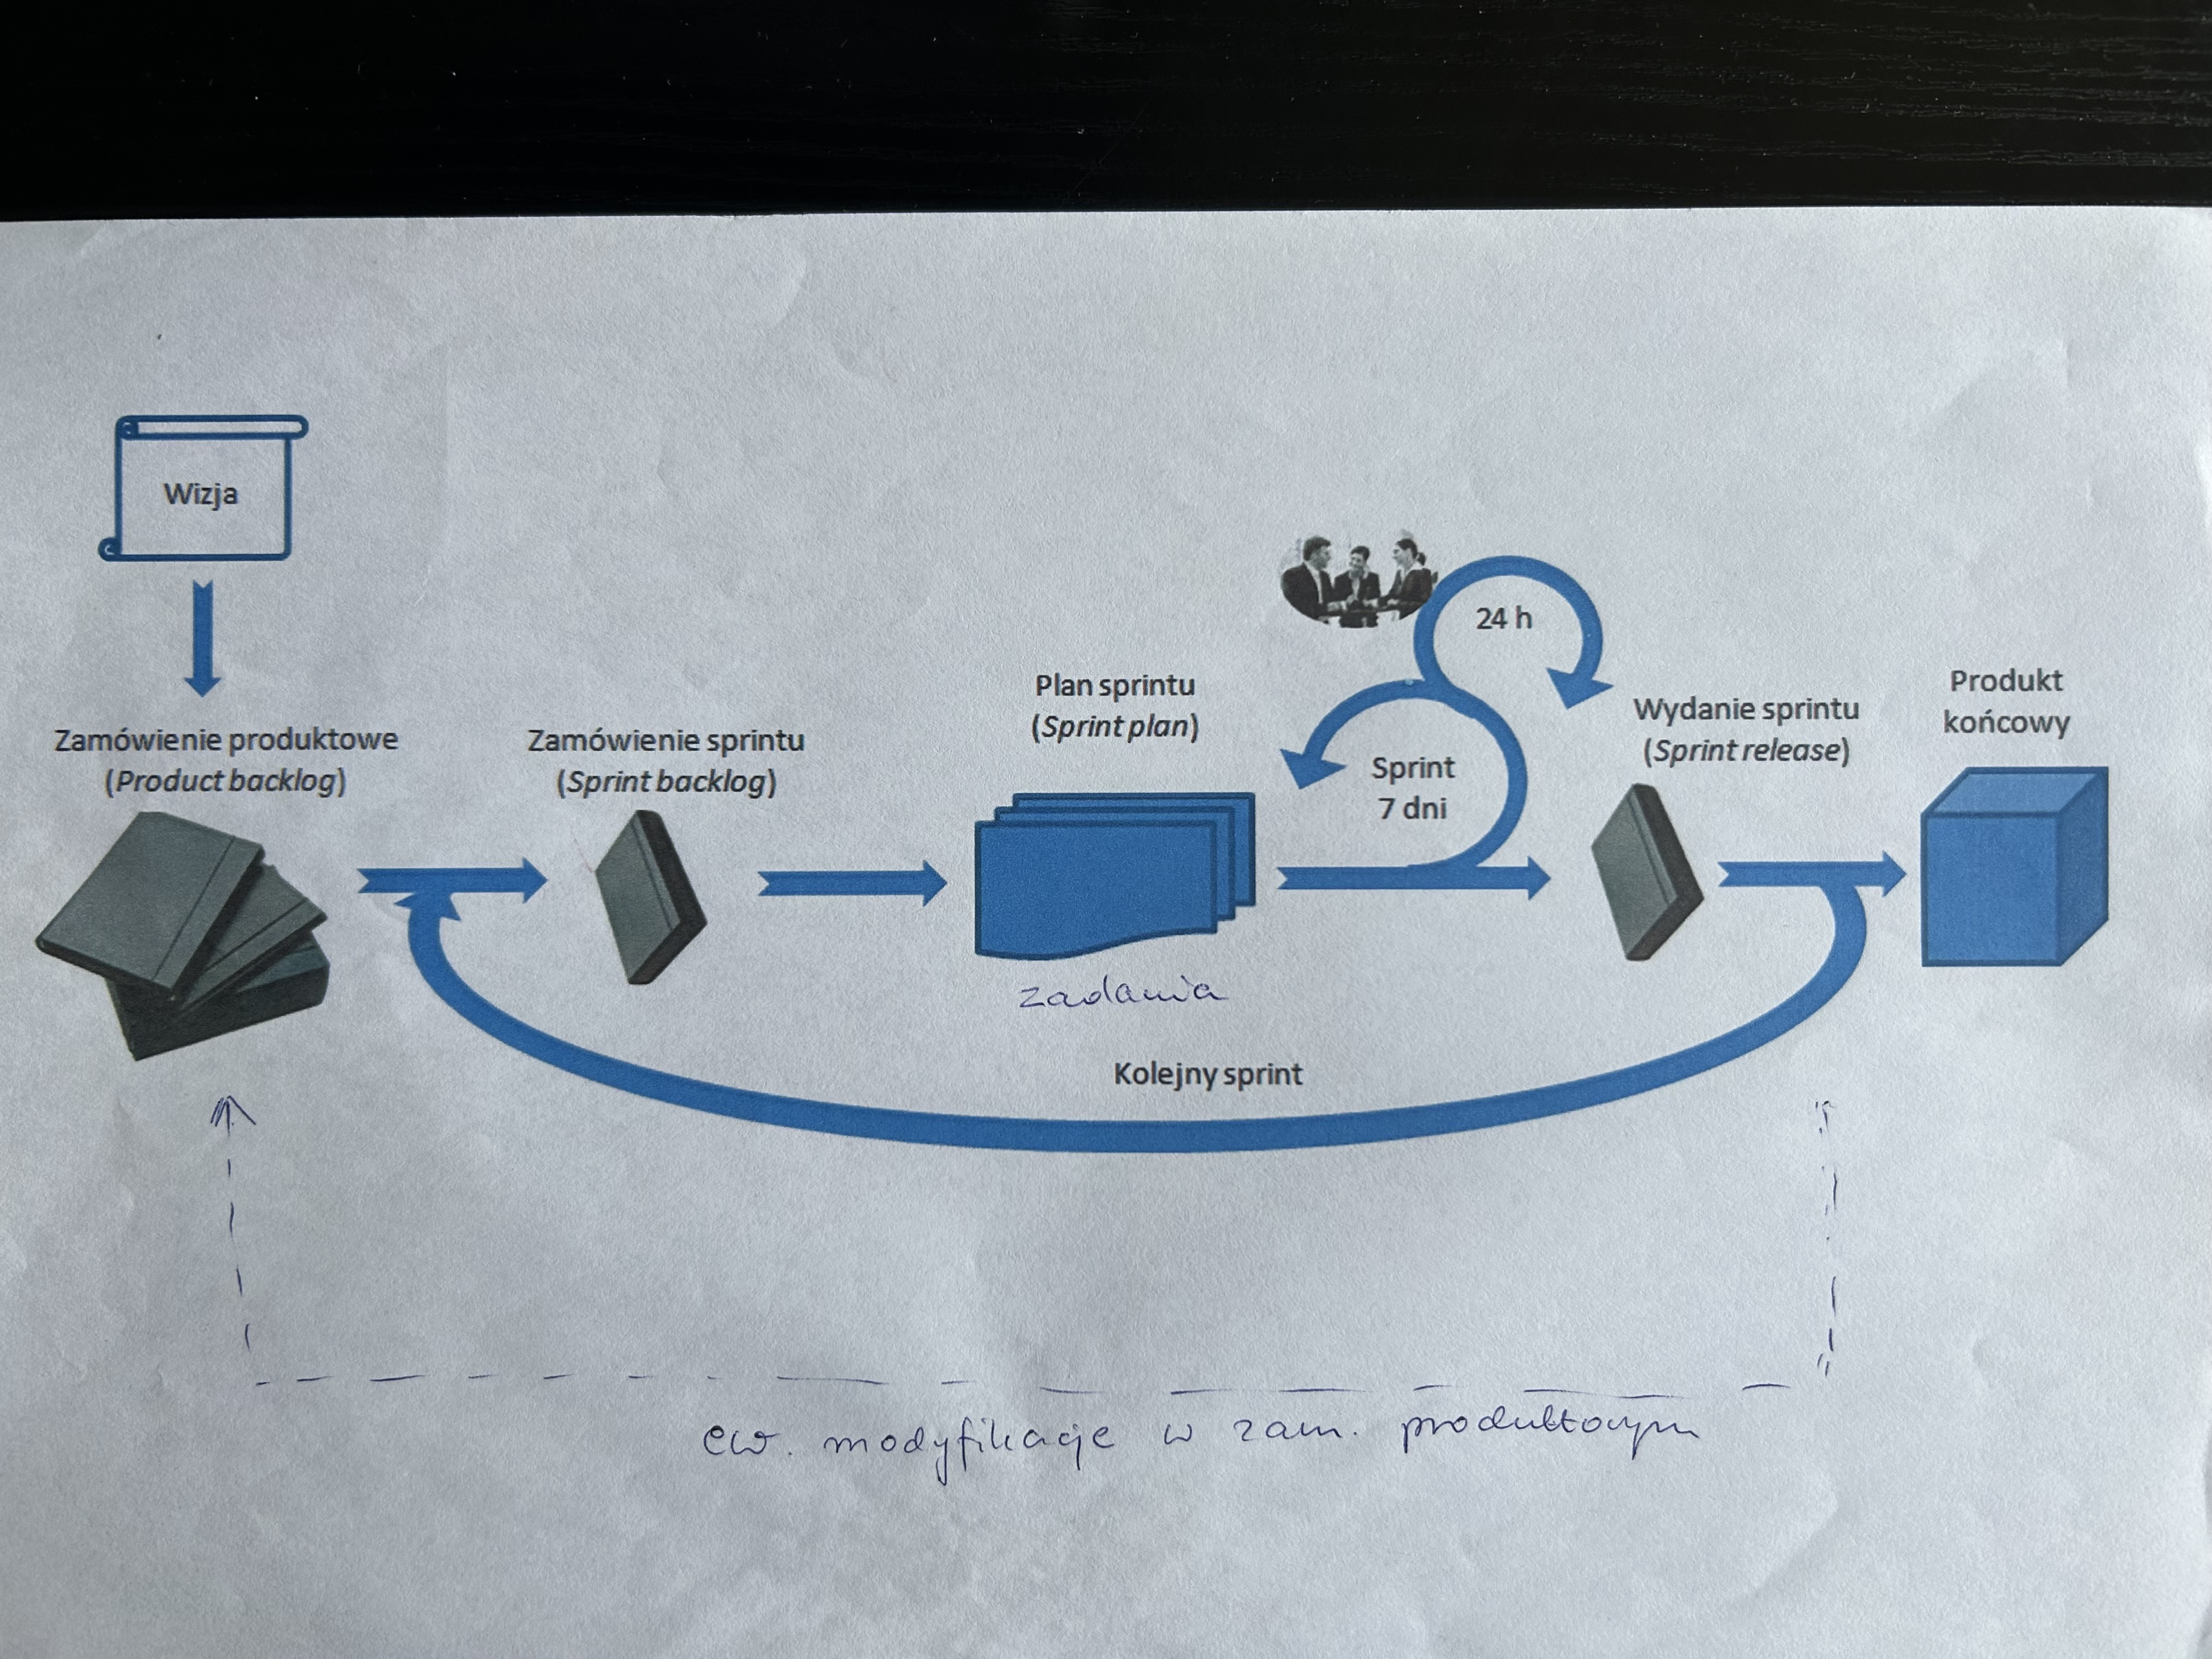 Wizja
Zamówienie produktowe
(Product backlog)
Zamówienie sprintu
(Sprint backlog)
Plan sprintu
(Sprint plan)
zadania
24 h
Sprint
7 dni
Wydanie sprintu
(Sprint release)
Produkt
końcowy
Kolejny sprint
ew. modyfikacje w zam. produktowym